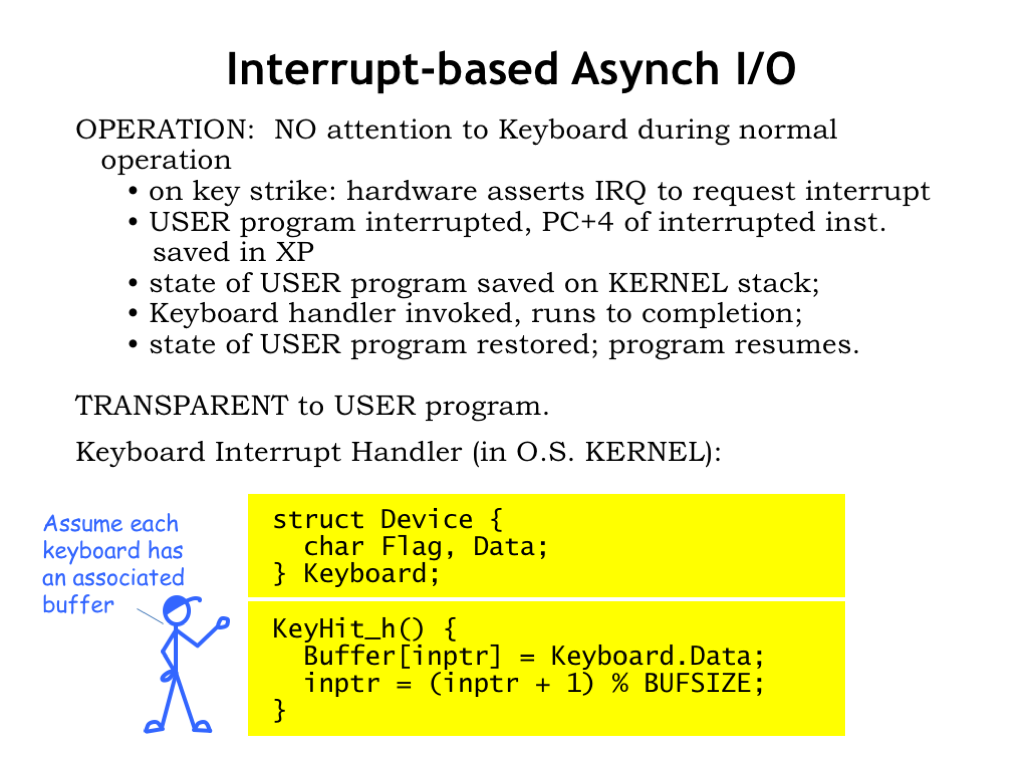 Interrupt-based Asynch I/O
OPERATION:  NO attention to Keyboard during normal
operation
• on key strike: hardware asserts IRQ to request interrupt
• USER program interrupted, PC+4 of interrupted inst.
saved in XP
• state of USER program saved on KERNEL stack;
• Keyboard handler invoked, runs to completion;
• state of USER program restored; program resumes.
TRANSPARENT to USER program.
Keyboard Interrupt Handler (in O.S. KERNEL):
Assume each
keyboard has
an associated
buffer
struct Device {
  char Flag, Data;
} Keyboard;
KeyHit_h() {
  Buffer[inptr] = Keyboard.Data;
  inptr = (inptr + 1) % BUFSIZE;
}